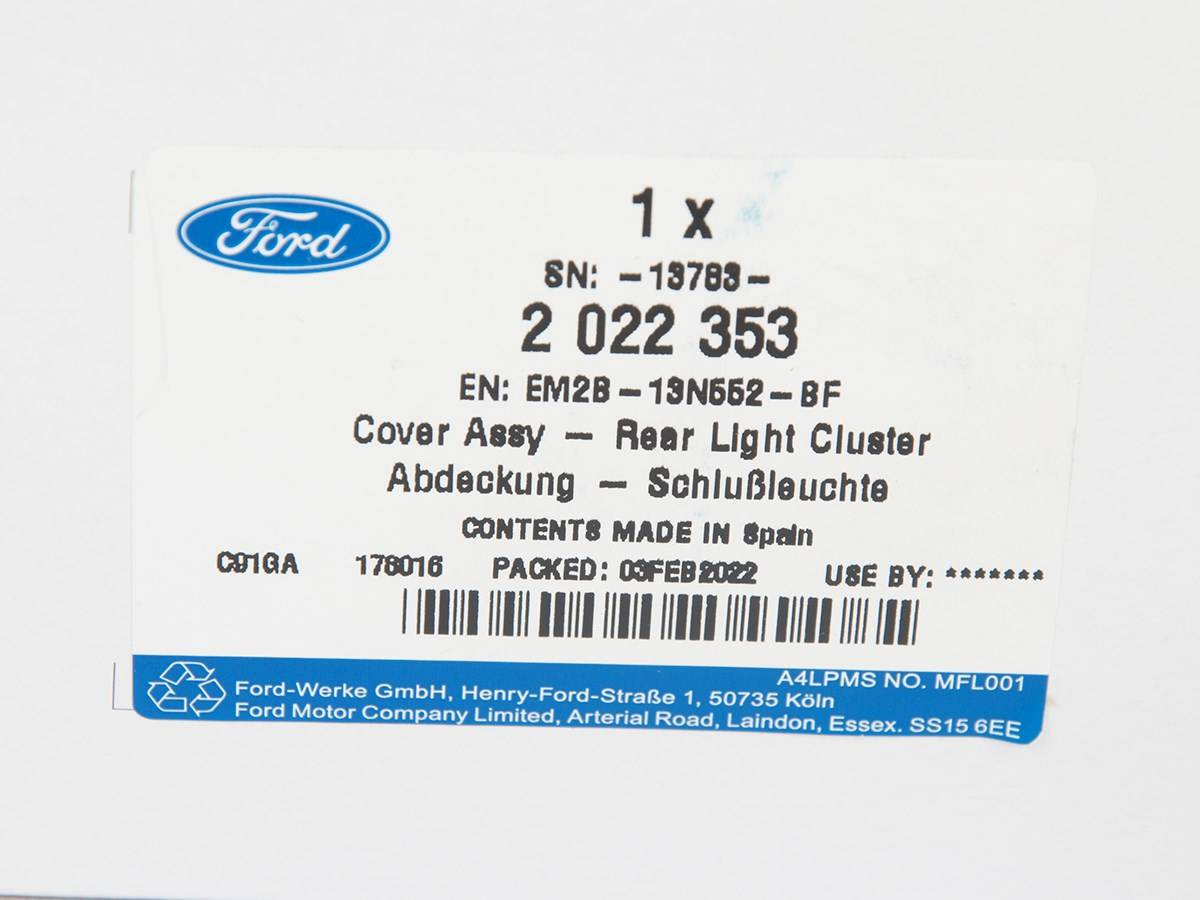 Ford
1 x
SN: -13783-
2 022 353
EN: EM2B-13N552-BF
Cover Assy - Rear Light Cluster
Abdeckung - Schlußleuchte
CONTENTS MADE IN Spain
C91GA 176016 PACKED: 03FEB2022 USE BY: *******
A4LPMS NO. MFL001
Ford-Werke GmbH, Henry-Ford-Straße 1, 50735 Köln
Ford Motor Company Limited, Arterial Road, Laindon, Essex. SS15 6EE